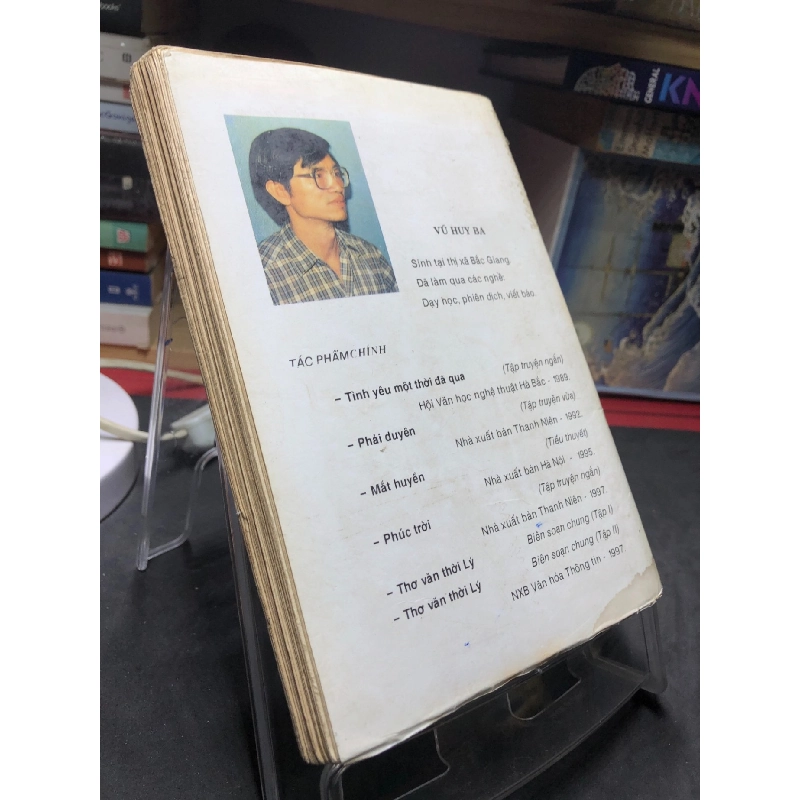 GENERAL
KN
VŨ HUY BA
Sinh tại thị xã Bắc Giang.
Đã làm qua các nghề:
Dạy học, phiên dịch, viết báo.
TÁC PHẨM CHÍNH
– Tình yêu một thời đã qua (Tập truyện ngắn)
Hội Văn học nghệ thuật Hà Bắc - 1989.
– Phải duyên (Tập truyện vừa)
Nhà xuất bản Thanh Niên - 1992.
– Mắt huyền (Tiểu thuyết)
Nhà xuất bản Hà Nội - 1995.
– Phúc trời (Tập truyện ngắn)
Nhà xuất bản Thanh Niên - 1997.
– Thơ văn thời Lý Biên soạn chung (Tập I)
– Thơ văn thời Lý Biên soạn chung (Tập II)
NXB Văn hóa Thông tin - 1997.